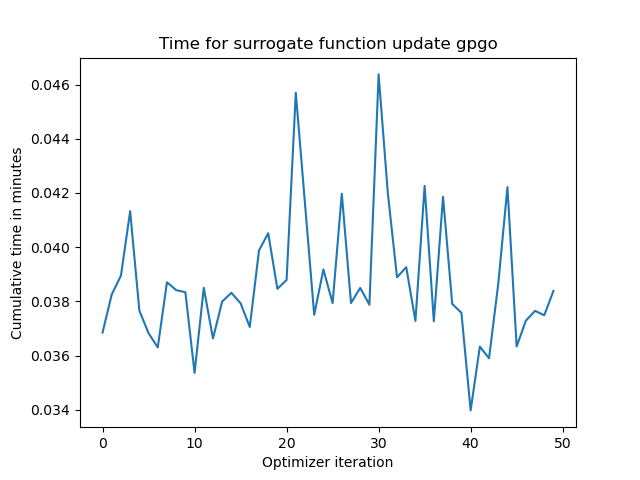 Time for surrogate function update gpgo
Cumulative time in minutes
0.046
0.044
0.042
0.040
0.038
0.036
0.034
0 10 20 30 40 50
Optimizer iteration